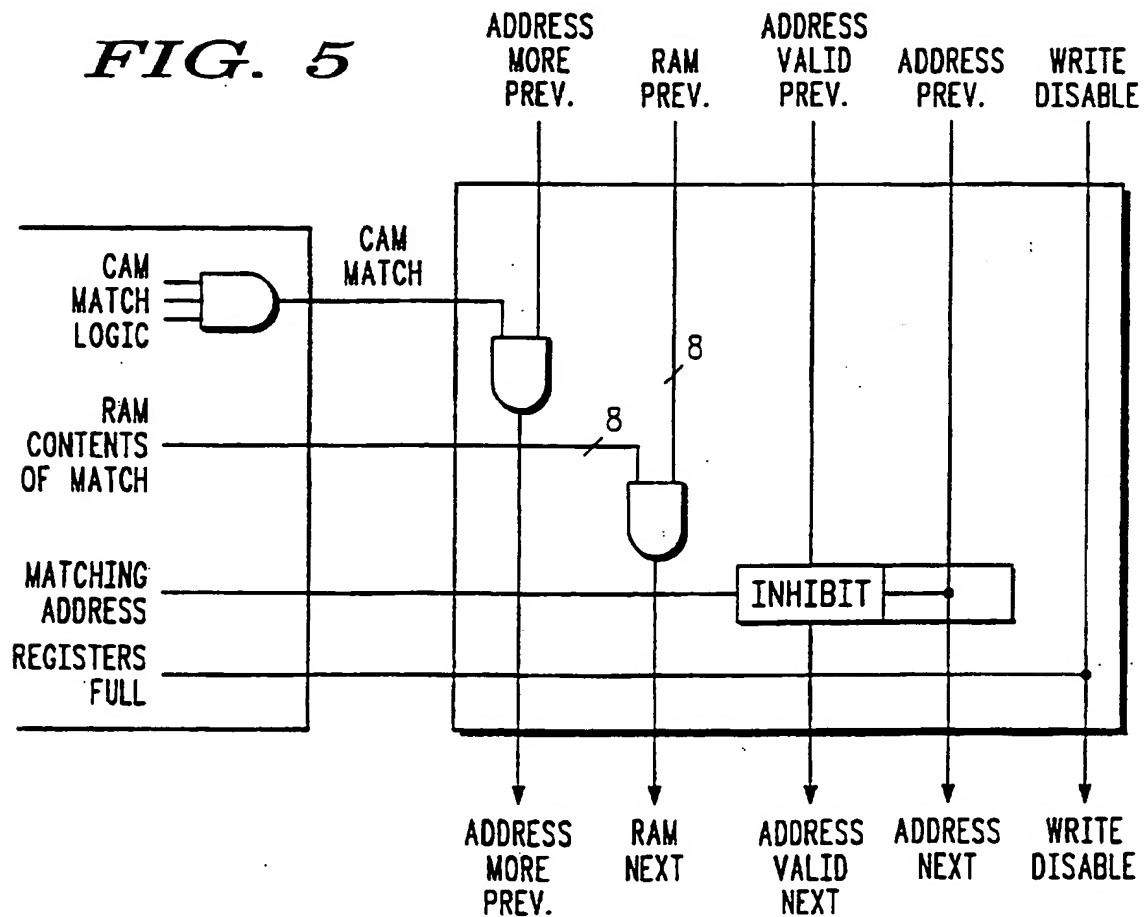 FIG. 5
ADDRESS
MORE
PREV.
RAM
PREV.
ADDRESS
VALID
PREV.
ADDRESS
PREV.
WRITE
DISABLE
CAM
MATCH
LOGIC
CAM
MATCH
8
RAM
CONTENTS
OF MATCH
8
MATCHING
ADDRESS
INHIBIT
REGISTERS
FULL
ADDRESS
MORE
PREV.
RAM
NEXT
ADDRESS
VALID
NEXT
ADDRESS
NEXT
WRITE
DISABLE